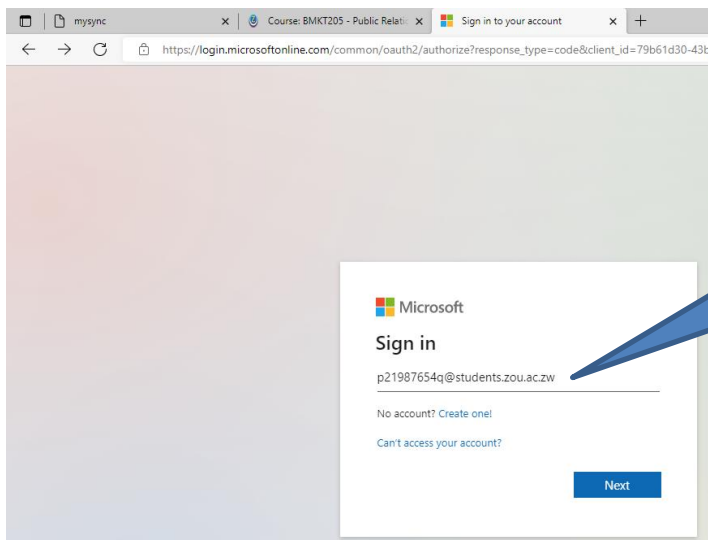 mysync
Course: BMKT205 - Public Relatic
Sign in to your account
https://login.microsoftonline.com/common/oauth2/authorize?response_type=code&client_id=79b61d30-43b
Microsoft
Sign in
p21987654q@students.zou.ac.zw
No account? Create one!
Can't access your account?
Next